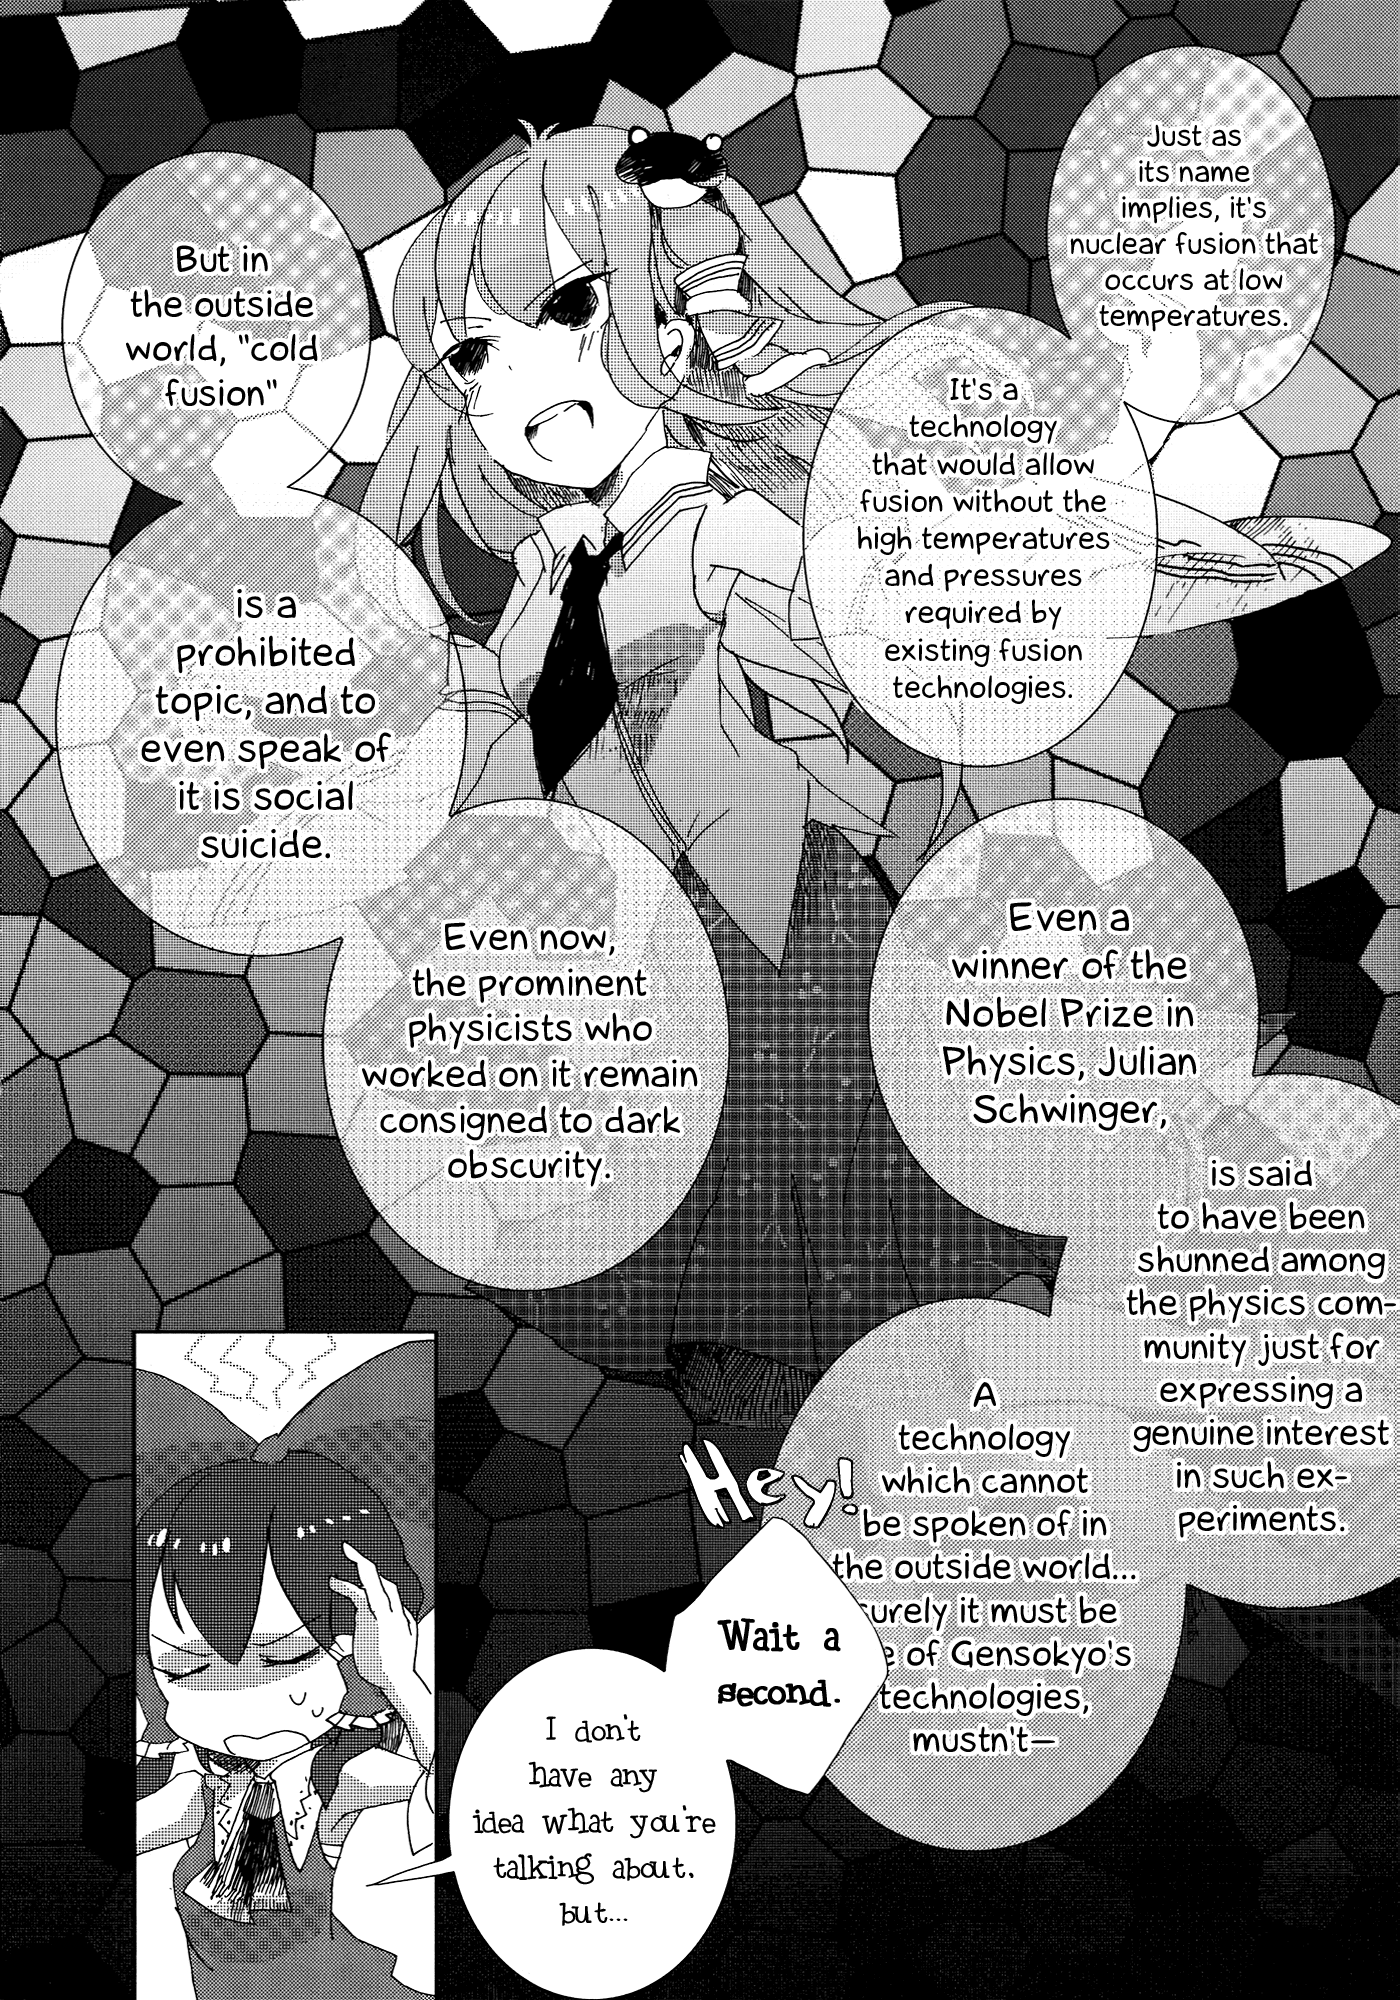 Just as
its name
implies, it's
nuclear fusion that
occurs at low
temperatures.
It's a
technology
that would allow
fusion without the
high temperatures
and pressures
required by
existing fusion
technologies.
But in
the outside
world, "cold
fusion"
is a
prohibited
topic, and to
even speak of
it is social
suicide.
Even now,
the prominent
physicists who
worked on it remain
consigned to dark
obscurity.
Even a
winner of the
Nobel Prize in
Physics, Julian
Schwinger,
is said
to have been
shunned among
the physics com-
munity just for
expressing a
genuine interest
in such ex-
periments.
A
technology
which cannot
be spoken of in
the outside world...
surely it must be
of Gensokyo's
technologies,
mustn't—
Hey!
Wait a
second.
I don't
have any
idea what you're
talking about,
but...